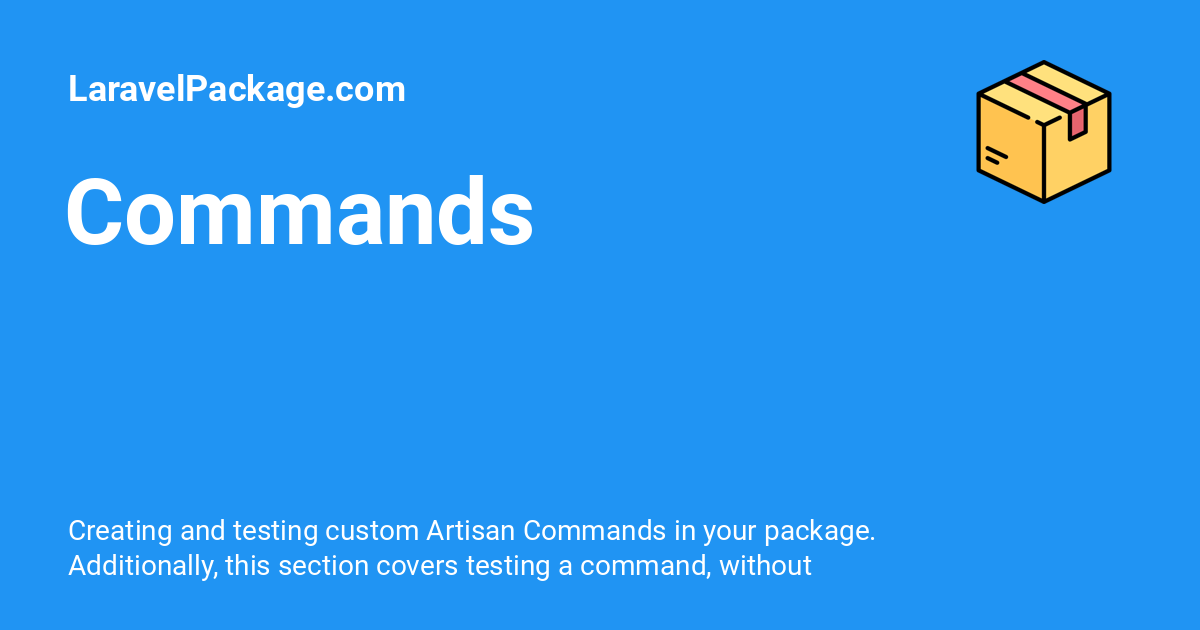 LaravelPackage.com
Commands
Creating and testing custom Artisan Commands in your package.
Additionally, this section covers testing a command, without